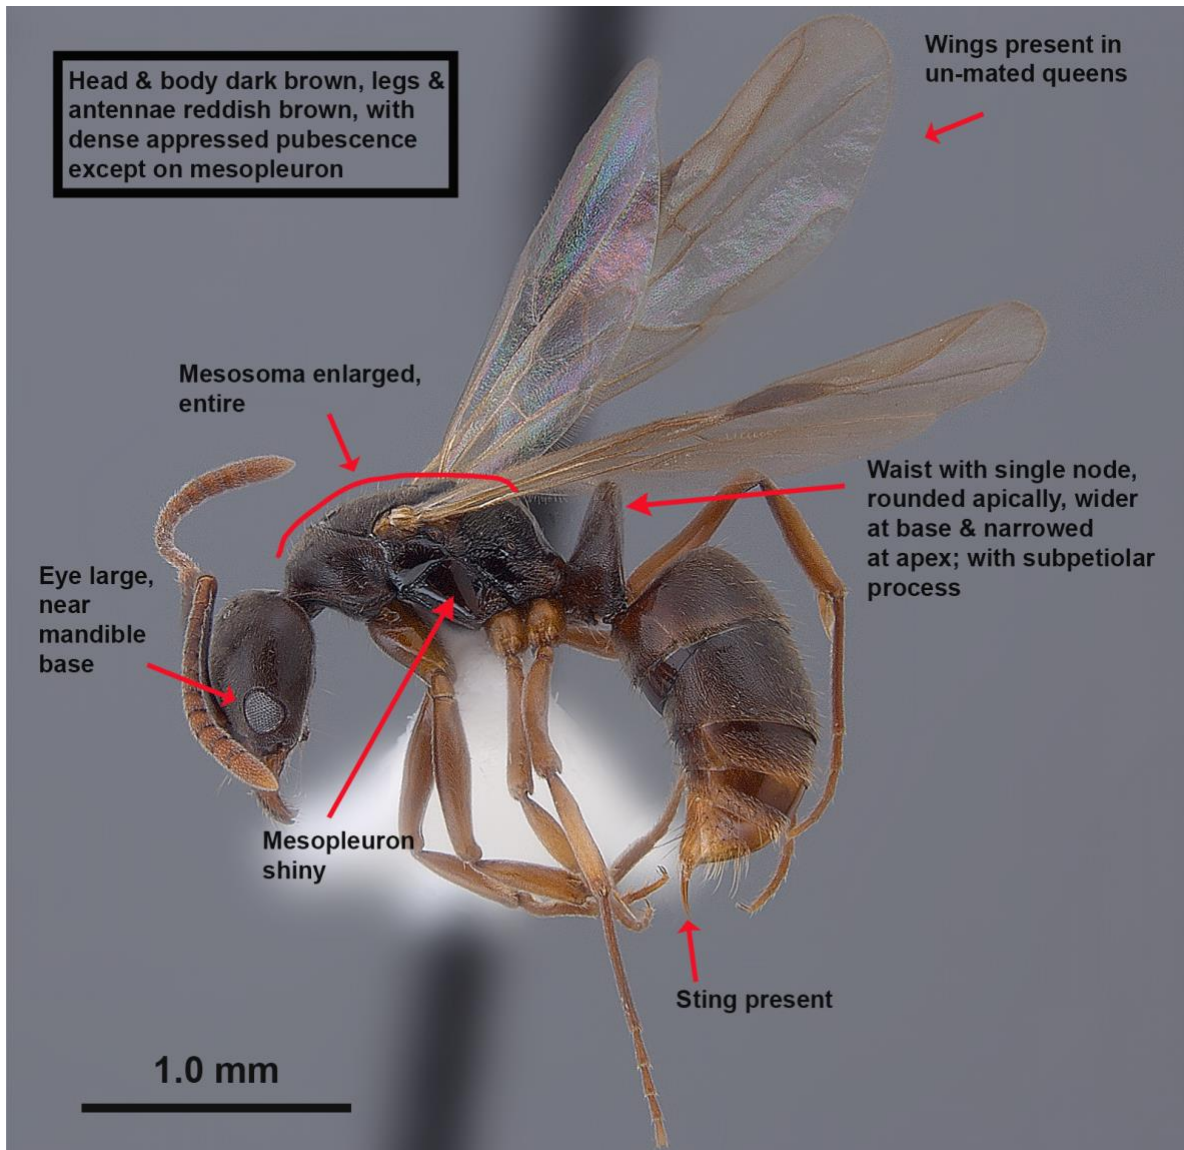 Head & body dark brown, legs &
antennae reddish brown, with
dense appressed pubescence
except on mesopleuron
Wings present in
un-mated queens
Mesosoma enlarged,
entire
Waist with single node,
rounded apically, wider
at base & narrowed
at apex; with subpetiolar
process
Eye large,
near
mandible
base
Mesopleuron
shiny
Sting present
1.0 mm